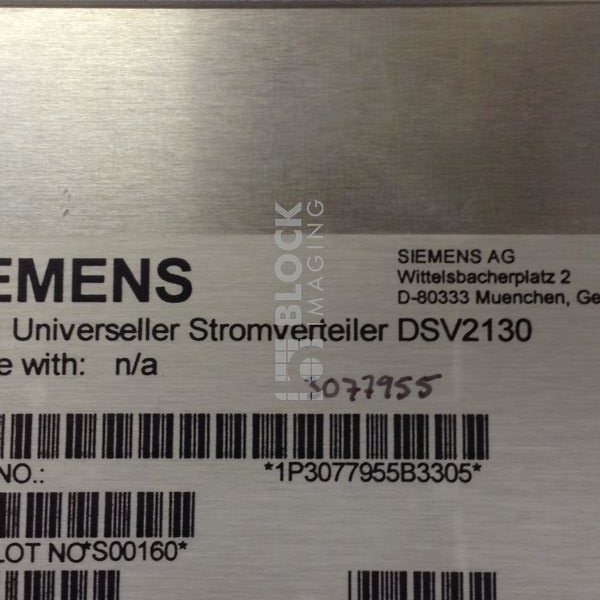 BLOCK
IMAGING
EMENS
SIEMENS AG
Wittelsbacherplatz 2
D-80333 Muenchen, Ge
Universeller Stromverteiler DSV2130
e with: n/a
3077955
NO.: *1P3077955B3305*
LOT NO *S00160*